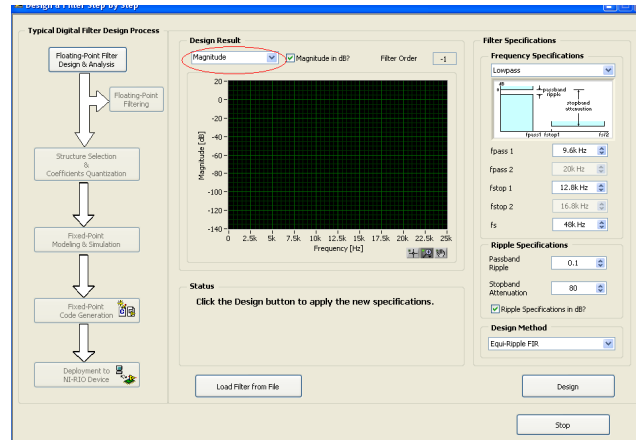 Design a Filter Step by Step
Typical Digital Filter Design Process
Floating-Point Filter
Design & Analysis
Floating-Point
Filtering
Structure Selection
&
Coefficients Quantization
Fixed-Point
Modeling & Simulation
Fixed-Point
Code Generation
Deployment to
NI-RIO Device
Design Result
Magnitude
Magnitude in dB?
Filter Order
-1
Magnitude [dB]
20
0
-20
-40
-60
-80
-100
-120
-140
0 2.5k 5k 7.5k 10k 12.5k 15k 17.5k 20k 22.5k 25k
Frequency [Hz]
Status
Click the Design button to apply the new specifications.
Load Filter from File
Filter Specifications
Frequency Specifications
Lowpass
dB
0
passband
ripple
stopband
attenuation
fpass1 fstop1 fs/2
fpass 1 9.6k Hz
fpass 2 20k Hz
fstop 1 12.8k Hz
fstop 2 16.8k Hz
fs 48k Hz
Ripple Specifications
Passband
Ripple
0.1
Stopband
Attenuation
80
Ripple Specifications in dB?
Design Method
Equi-Ripple FIR
Design
Stop